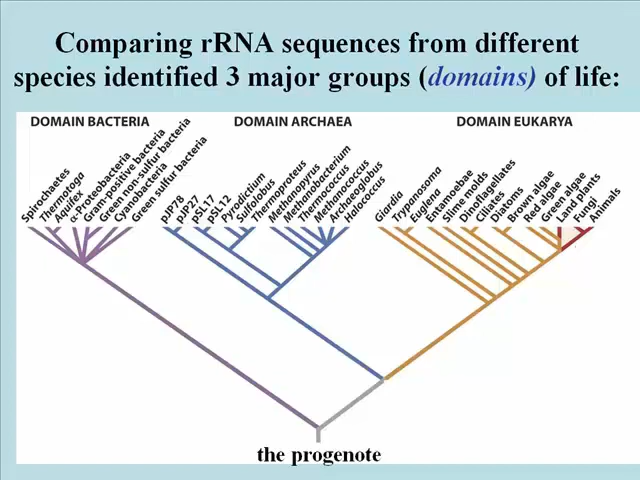 Comparing rRNA sequences from different
species identified 3 major groups (domains) of life:
DOMAIN BACTERIA
DOMAIN ARCHAEA
DOMAIN EUKARYA
Spirochaetes
Thermotoga
Aquifex
α-Proteobacteria
Gram-positive bacteria
Green non-sulfur bacteria
Cyanobacteria
Green sulfur bacteria
pJP78
pJP27
pSL17
pSL12
Pyrodictium
Sulfolobus
Thermoproteus
Methanopyrus
Methanobacterium
Thermococcus
Methanococcus
Archaeoglobus
Halococcus
Giardia
Trypanosoma
Euglena
Entamoebae
Slime molds
Dinoflagellates
Ciliates
Diatoms
Brown algae
Red algae
Green algae
Land plants
Fungi
Animals
the progenote